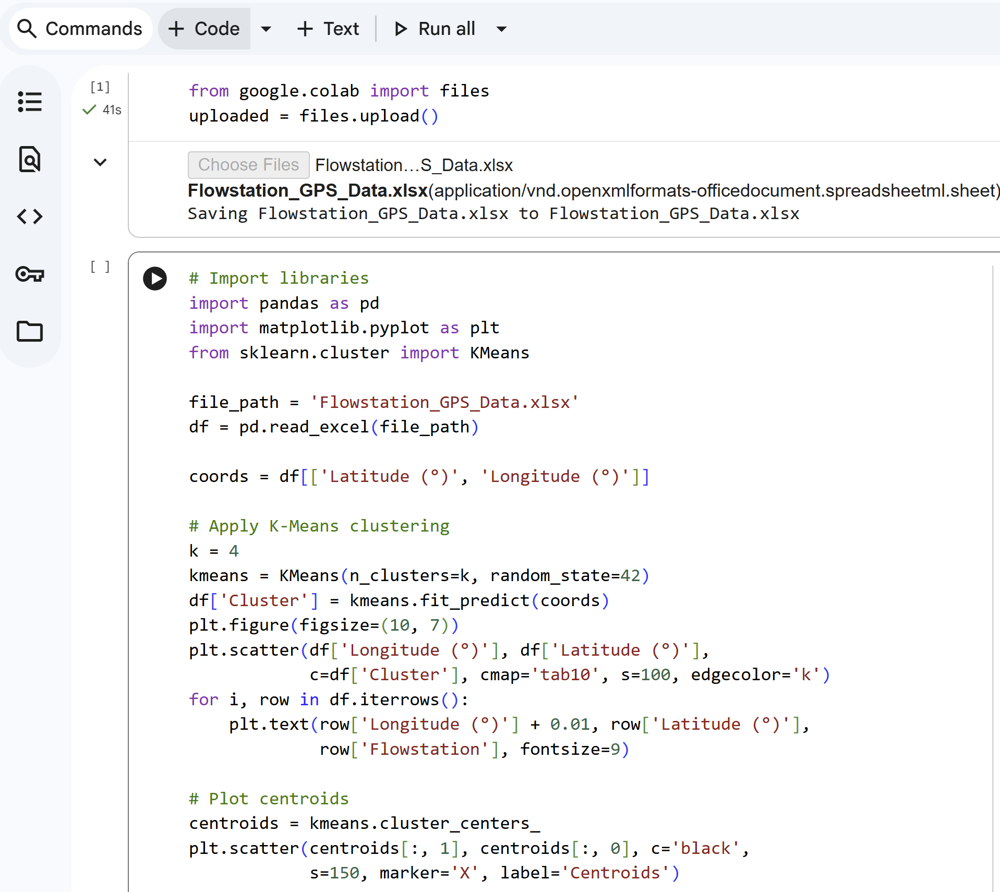 Commands + Code + Text Run all
[1]
41s
from google.colab import files
uploaded = files.upload()
Choose Files Flowstation...S_Data.xlsx
Flowstation_GPS_Data.xlsx(application/vnd.openxmlformats-officedocument.spreadsheetml.sheet)
Saving Flowstation_GPS_Data.xlsx to Flowstation_GPS_Data.xlsx
[ ]
# Import libraries
import pandas as pd
import matplotlib.pyplot as plt
from sklearn.cluster import KMeans
file_path = 'Flowstation_GPS_Data.xlsx'
df = pd.read_excel(file_path)
coords = df[['Latitude (°)', 'Longitude (°)']]
# Apply K-Means clustering
k = 4
kmeans = KMeans(n_clusters=k, random_state=42)
df['Cluster'] = kmeans.fit_predict(coords)
plt.figure(figsize=(10, 7))
plt.scatter(df['Longitude (°)'], df['Latitude (°)'],
            c=df['Cluster'], cmap='tab10', s=100, edgecolor='k')
for i, row in df.iterrows():
    plt.text(row['Longitude (°)'] + 0.01, row['Latitude (°)'],
             row['Flowstation'], fontsize=9)
# Plot centroids
centroids = kmeans.cluster_centers_
plt.scatter(centroids[:, 1], centroids[:, 0], c='black',
            s=150, marker='X', label='Centroids')